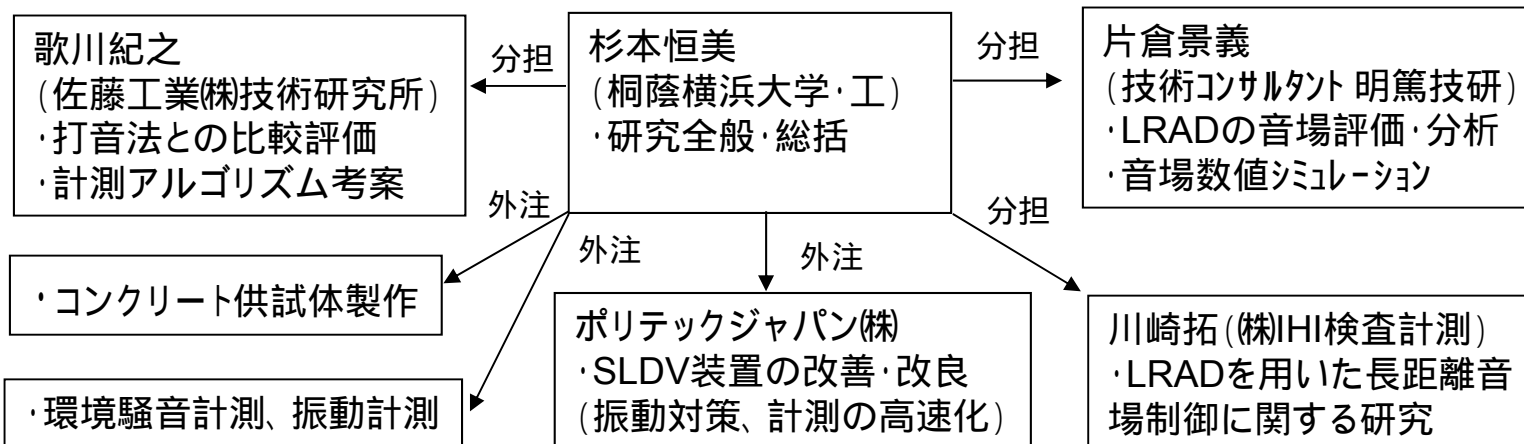 歌川紀之
(佐藤工業㈱技術研究所)
・打音法との比較評価
・計測アルゴリズム考案
分担
杉本恒美
(桐蔭横浜大学・工)
・研究全般・総括
分担
片倉景義
(技術コンサルタント 明篤技研)
・LRADの音場評価・分析
・音場数値シミュレーション
外注
外注
外注
分担
・コンクリート供試体製作
・環境騒音計測、振動計測
ポリテックジャパン㈱
・SLDV装置の改善・改良
(振動対策、計測の高速化)
川崎拓(㈱IHI検査計測)
・LRADを用いた長距離音
場制御に関する研究